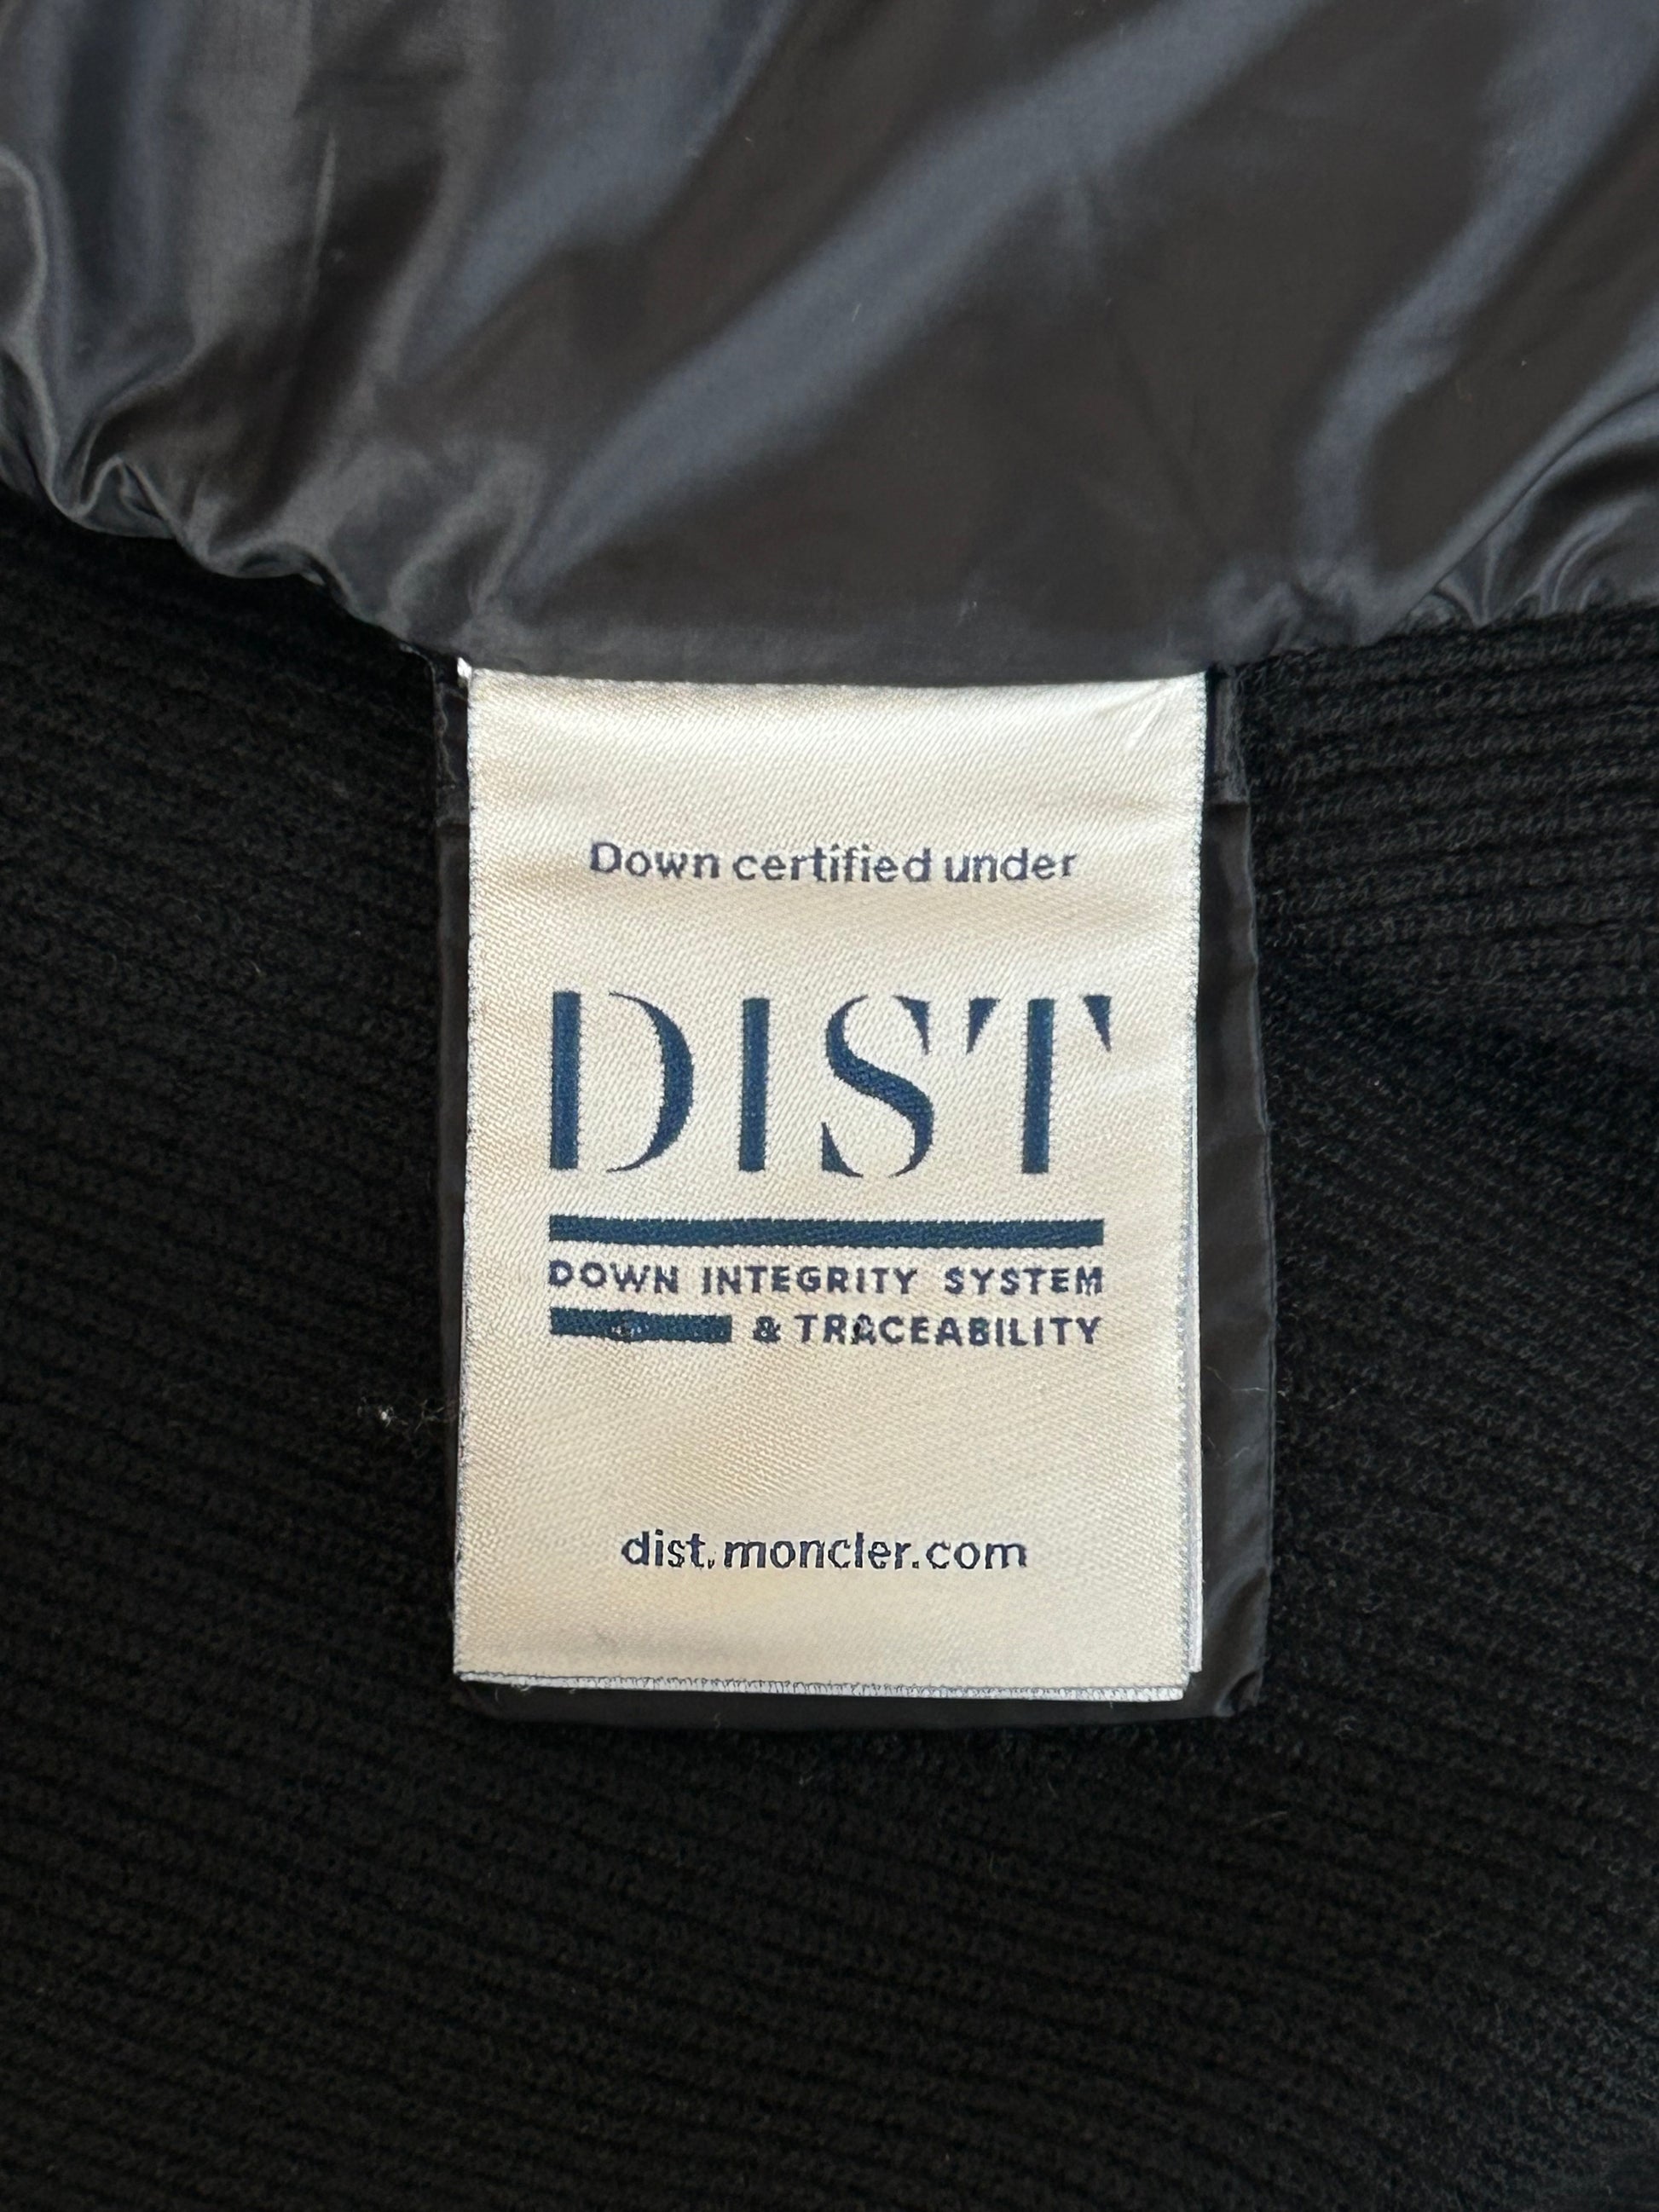 Down certified under
DIST
DOWN INTEGRITY SYSTEM
& TRACEABILITY
dist.moncler.com